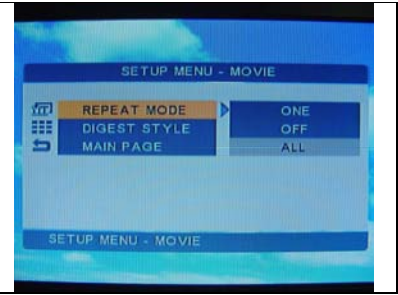 SETUP MENU - MOVIE
REPEAT MODE
DIGEST STYLE
MAIN PAGE
ONE
OFF
ALL
SETUP MENU - MOVIE